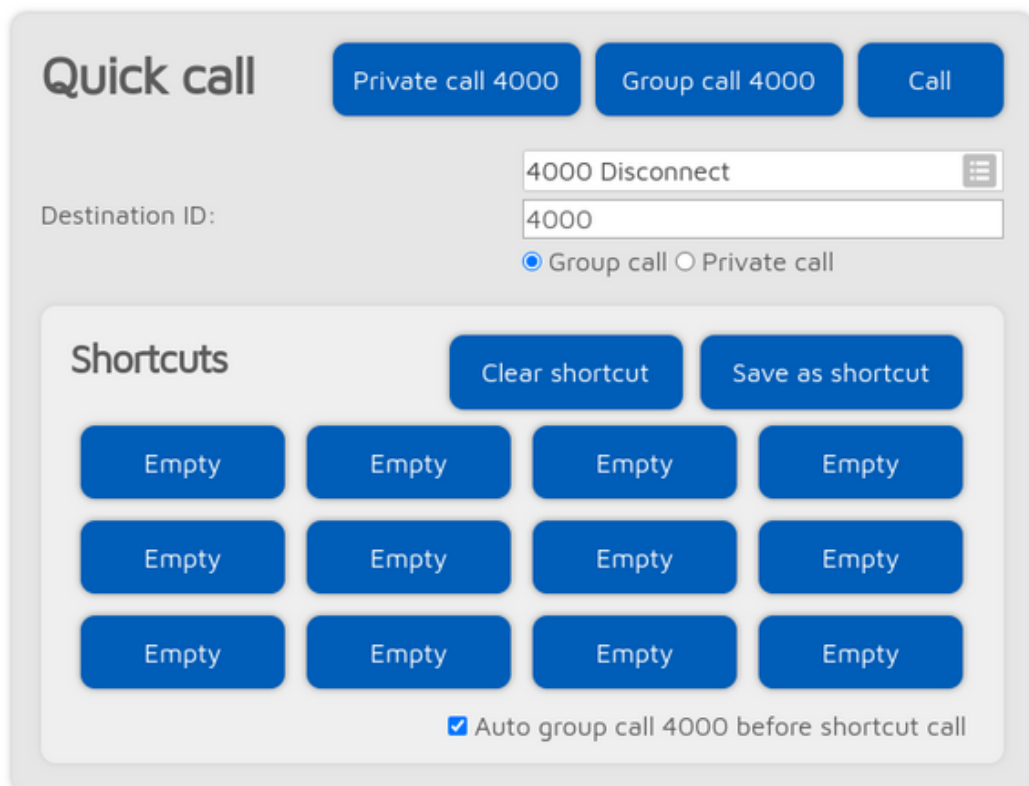 Quick call Private call 4000 Group call 4000 Call
4000 Disconnect
Destination ID:
4000
Group call Private call
Shortcuts Clear shortcut Save as shortcut
Empty Empty Empty Empty
Empty Empty Empty Empty
Empty Empty Empty Empty
Auto group call 4000 before shortcut call